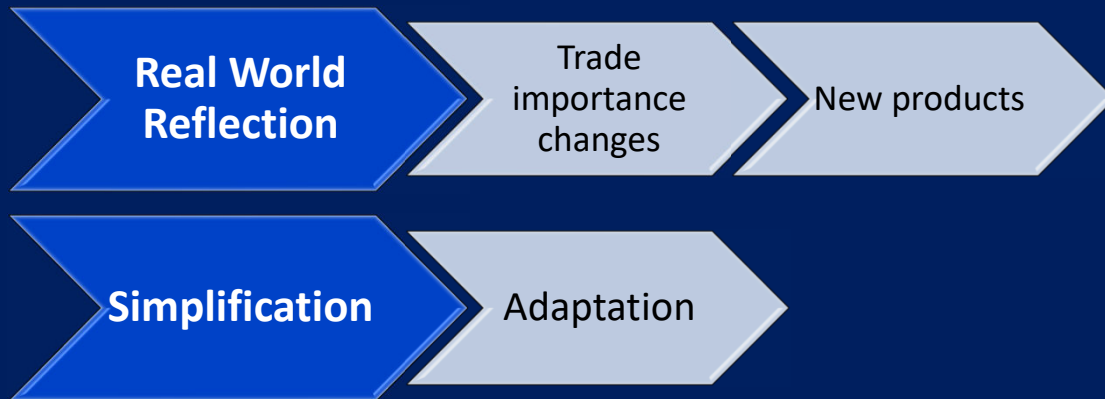 Real World
Reflection
Trade
importance
changes
New products
Simplification
Adaptation